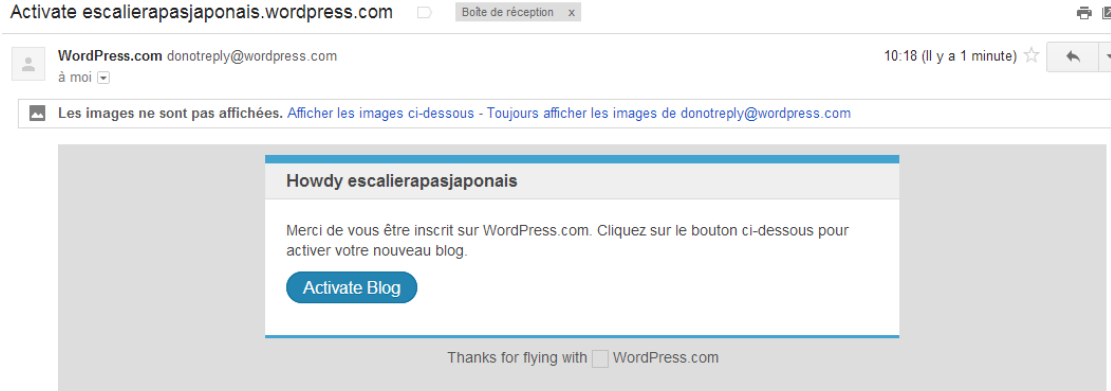 Activate escalierapasjaponais.wordpress.com Boîte de réception x
WordPress.com donotreply@wordpress.com 10:18 (Il y a 1 minute)
à moi
Les images ne sont pas affichées. Afficher les images ci-dessous - Toujours afficher les images de donotreply@wordpress.com
Howdy escalierapasjaponais
Merci de vous être inscrit sur WordPress.com. Cliquez sur le bouton ci-dessous pour
activer votre nouveau blog.
Activate Blog
Thanks for flying with WordPress.com